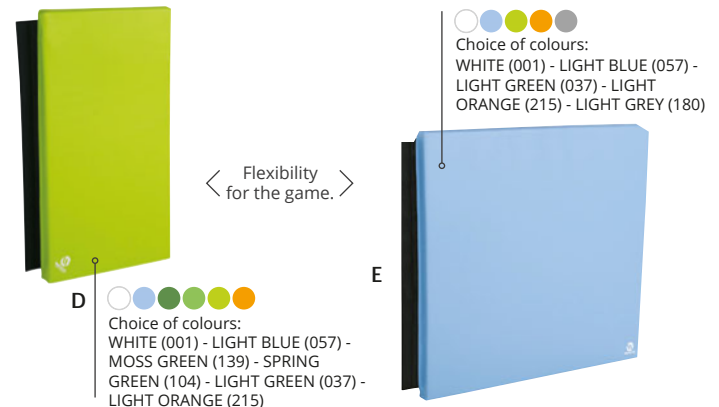 Choice of colours:
WHITE (001) - LIGHT BLUE (057) -
LIGHT GREEN (037) - LIGHT
ORANGE (215) - LIGHT GREY (180)
Flexibility
for the game.
E
D
Choice of colours:
WHITE (001) - LIGHT BLUE (057) -
MOSS GREEN (139) - SPRING
GREEN (104) - LIGHT GREEN (037) -
LIGHT ORANGE (215)